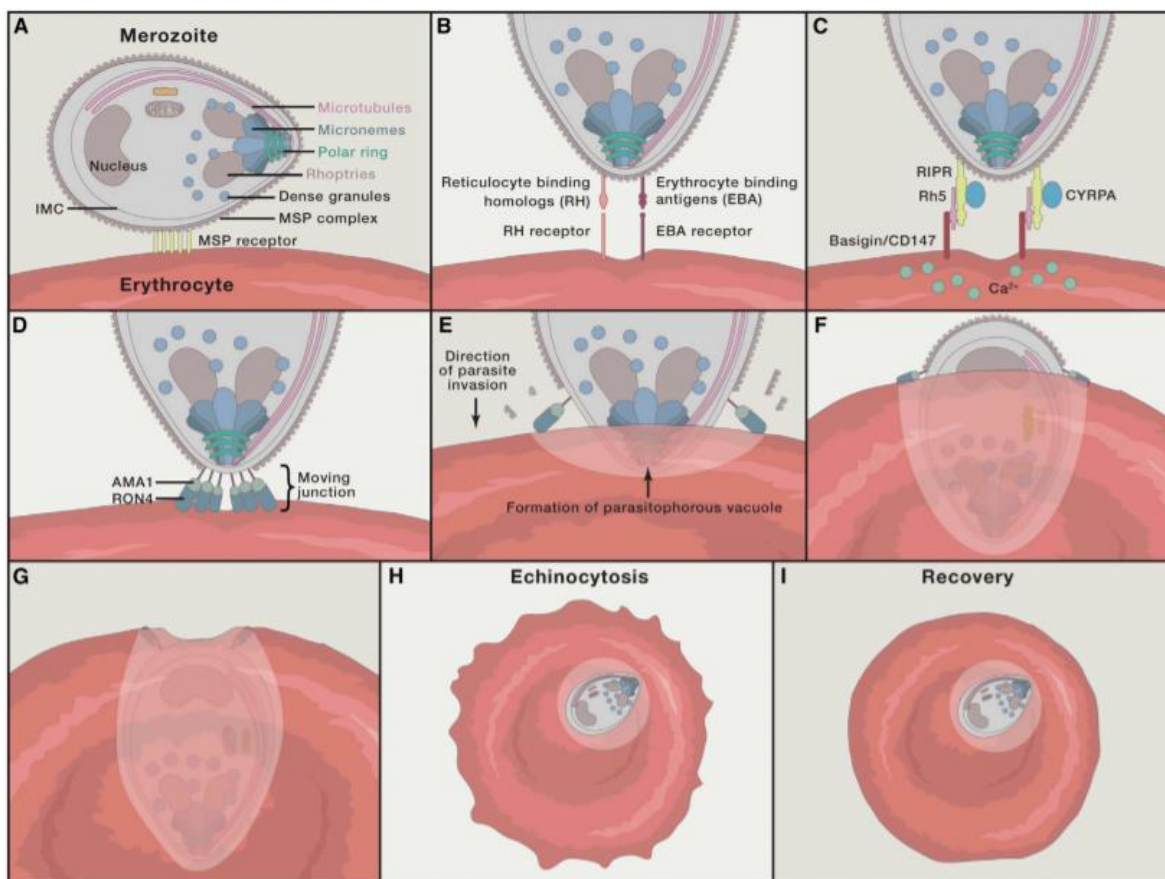 A
Merozoite
Microtubules
Micronemes
Polar ring
Rhoptries
Dense granules
MSP complex
MSP receptor
Nucleus
IMC
Erythrocyte
B
Reticulocyte binding
homologs (RH)
Erythrocyte binding
antigens (EBA)
RH receptor
EBA receptor
C
RIPR
Rh5
CYRPA
Basigin/CD147
Ca²⁺
D
AMA1
RON4
Moving
junction
E
Direction
of parasite
invasion
Formation of parasitophorous vacuole
F
G
H
Echinocytosis
I
Recovery